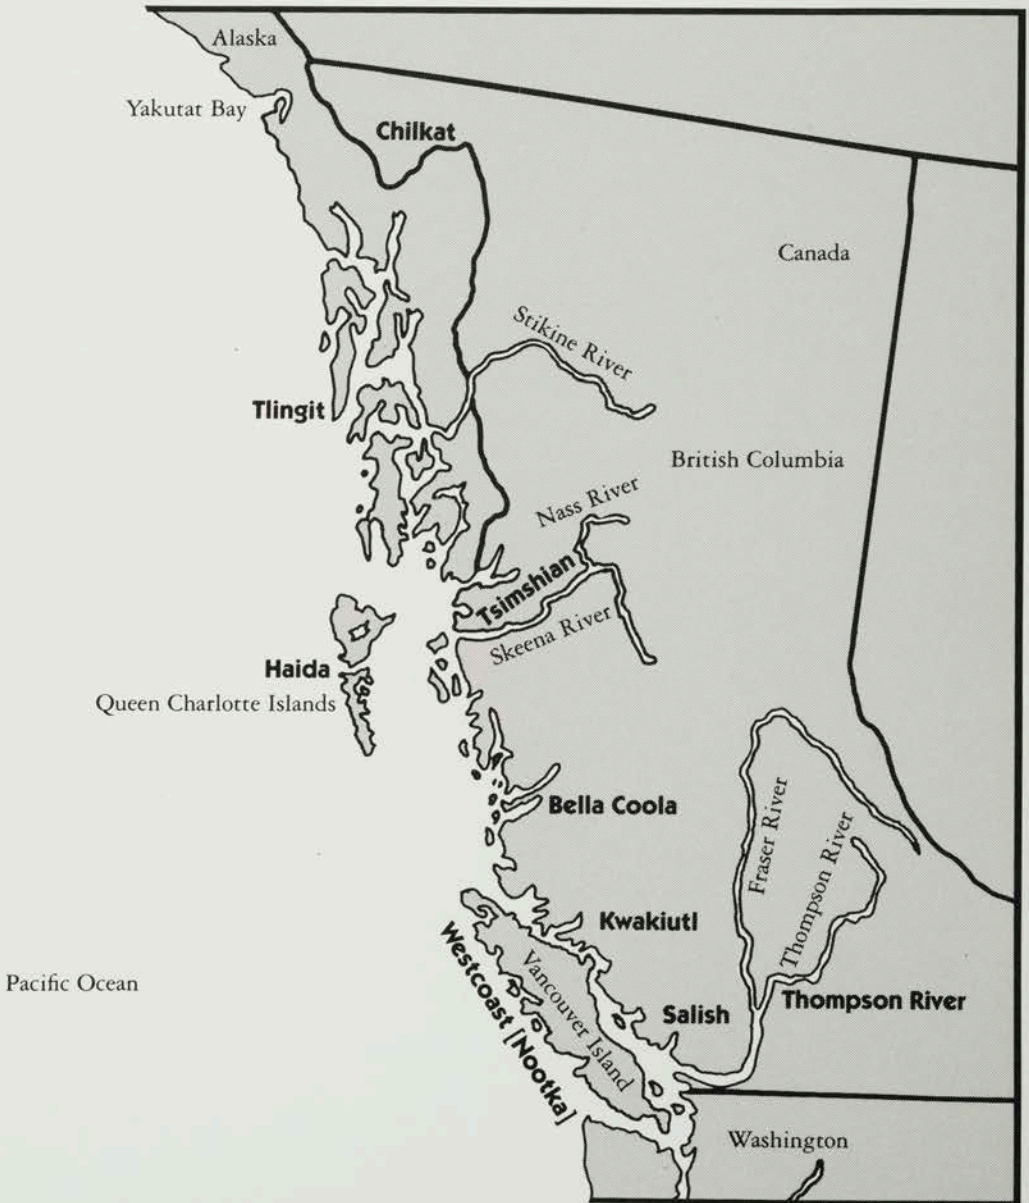 Alaska
Yakutat Bay
Chilkat
Canada
Stikine River
Tlingit
British Columbia
Nass River
Tsimshian
Skeena River
Haida
Queen Charlotte Islands
Bella Coola
Fraser River
Thompson River
Kwakiutl
Westcoast [Nootka]
Vancouver Island
Pacific Ocean
Salish
Thompson River
Washington